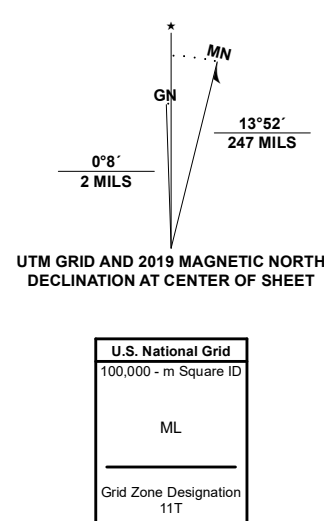 ★
MN
GN
13°52´
247 MILS
0°8´
2 MILS
UTM GRID AND 2019 MAGNETIC NORTH
DECLINATION AT CENTER OF SHEET
U.S. National Grid
100,000 - m Square ID
ML
Grid Zone Designation
11T